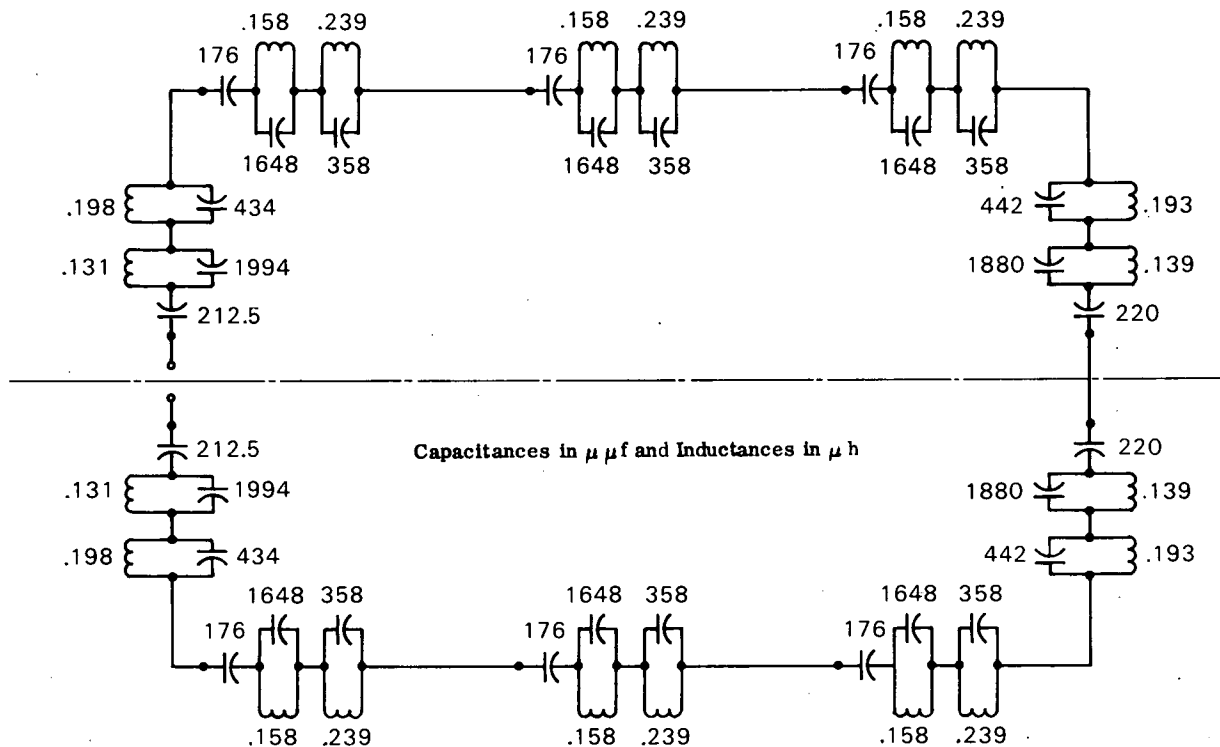 .158 .239 .158 .239 .158 .239
176 176 176
1648 358 1648 358 1648 358
.198 434 442 .193
.131 1994 1880 .139
212.5 220
212.5 Capacitances in μ μf and Inductances in μ h 220
.131 1994 1880 .139
.198 434 442 .193
1648 358 1648 358 1648 358
176 176 176
.158 .239 .158 .239 .158 .239